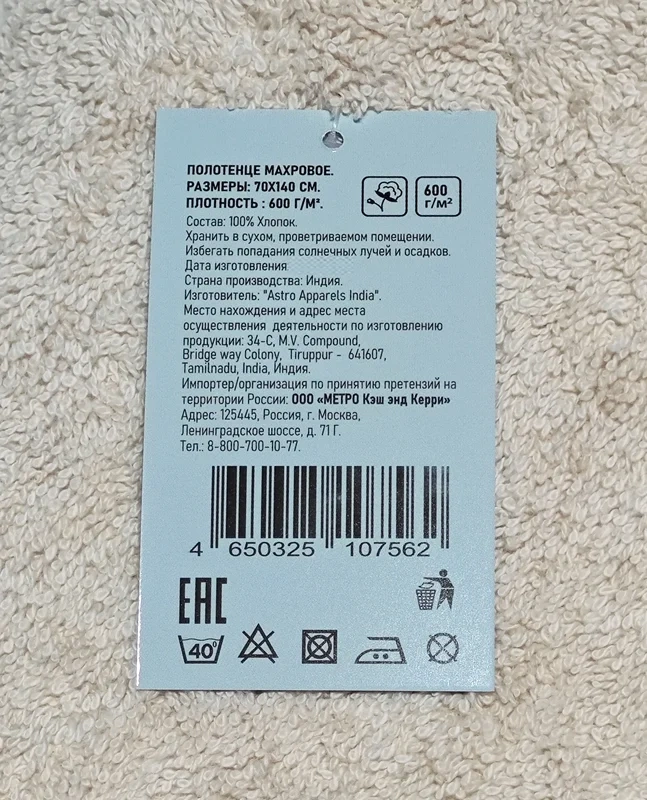 ПОЛОТЕНЦЕ МАХРОВОЕ.
РАЗМЕРЫ: 70Х140 СМ.
ПЛОТНОСТЬ : 600 Г/М².
600
г/м²
Состав: 100% Хлопок.
Хранить в сухом, проветриваемом помещении.
Избегать попадания солнечных лучей и осадков.
Дата изготовления
Страна производства: Индия.
Изготовитель: "Astro Apparels India".
Место нахождения и адрес места
осуществления деятельности по изготовлению
продукции: 34-C, M.V. Compound,
Bridge way Colony, Tiruppur - 641607,
Tamilnadu, India, Индия.
Импортер/организация по принятию претензий на
территории России: ООО «МЕТРО Кэш энд Керри»
Адрес: 125445, Россия, г. Москва,
Ленинградское шоссе, д. 71 Г.
Тел.: 8-800-700-10-77.
4 650325 107562
EAC
40°